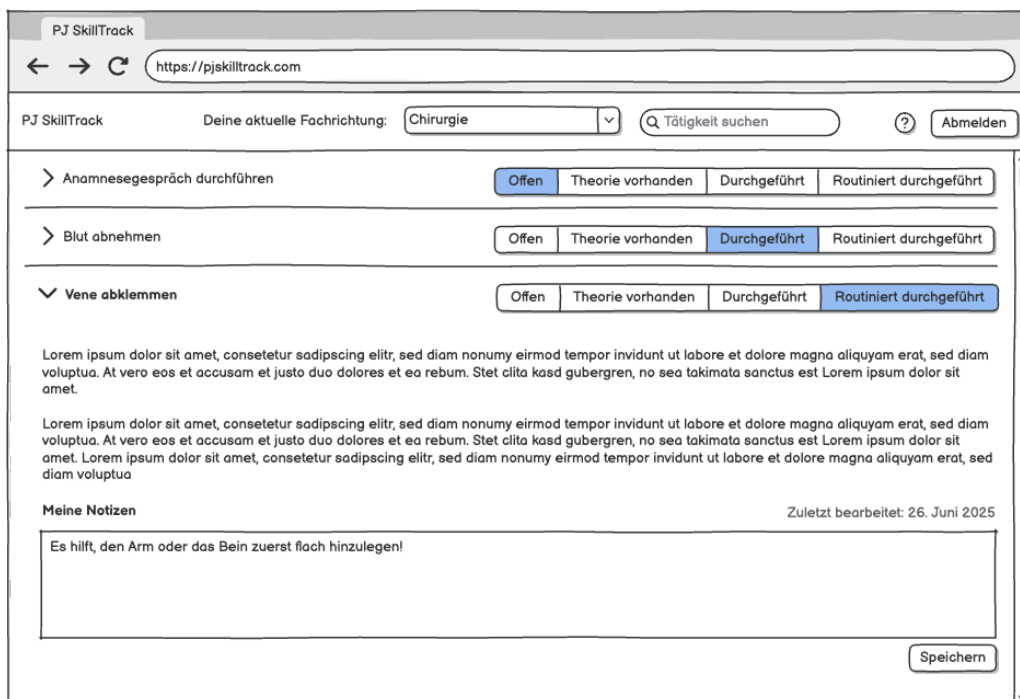 PJ SkillTrack
https://pjskilltrack.com
PJ SkillTrack Deine aktuelle Fachrichtung: Chirurgie Tätigkeit suchen ? Abmelden
Anamnesegespräch durchführen Offen Theorie vorhanden Durchgeführt Routiniert durchgeführt
Blut abnehmen Offen Theorie vorhanden Durchgeführt Routiniert durchgeführt
Vene abklemmen Offen Theorie vorhanden Durchgeführt Routiniert durchgeführt
Lorem ipsum dolor sit amet, consetetur sadipscing elitr, sed diam nonumy eirmod tempor invidunt ut labore et dolore magna aliquyam erat, sed diam
voluptua. At vero eos et accusam et justo duo dolores et ea rebum. Stet clita kasd gubergren, no sea takimata sanctus est Lorem ipsum dolor sit
amet.
Lorem ipsum dolor sit amet, consetetur sadipscing elitr, sed diam nonumy eirmod tempor invidunt ut labore et dolore magna aliquyam erat, sed diam
voluptua. At vero eos et accusam et justo duo dolores et ea rebum. Stet clita kasd gubergren, no sea takimata sanctus est Lorem ipsum dolor sit
amet. Lorem ipsum dolor sit amet, consetetur sadipscing elitr, sed diam nonumy eirmod tempor invidunt ut labore et dolore magna aliquyam erat, sed
diam voluptua
Meine Notizen Zuletzt bearbeitet: 26. Juni 2025
Es hilft, den Arm oder das Bein zuerst flach hinzulegen!
Speichern